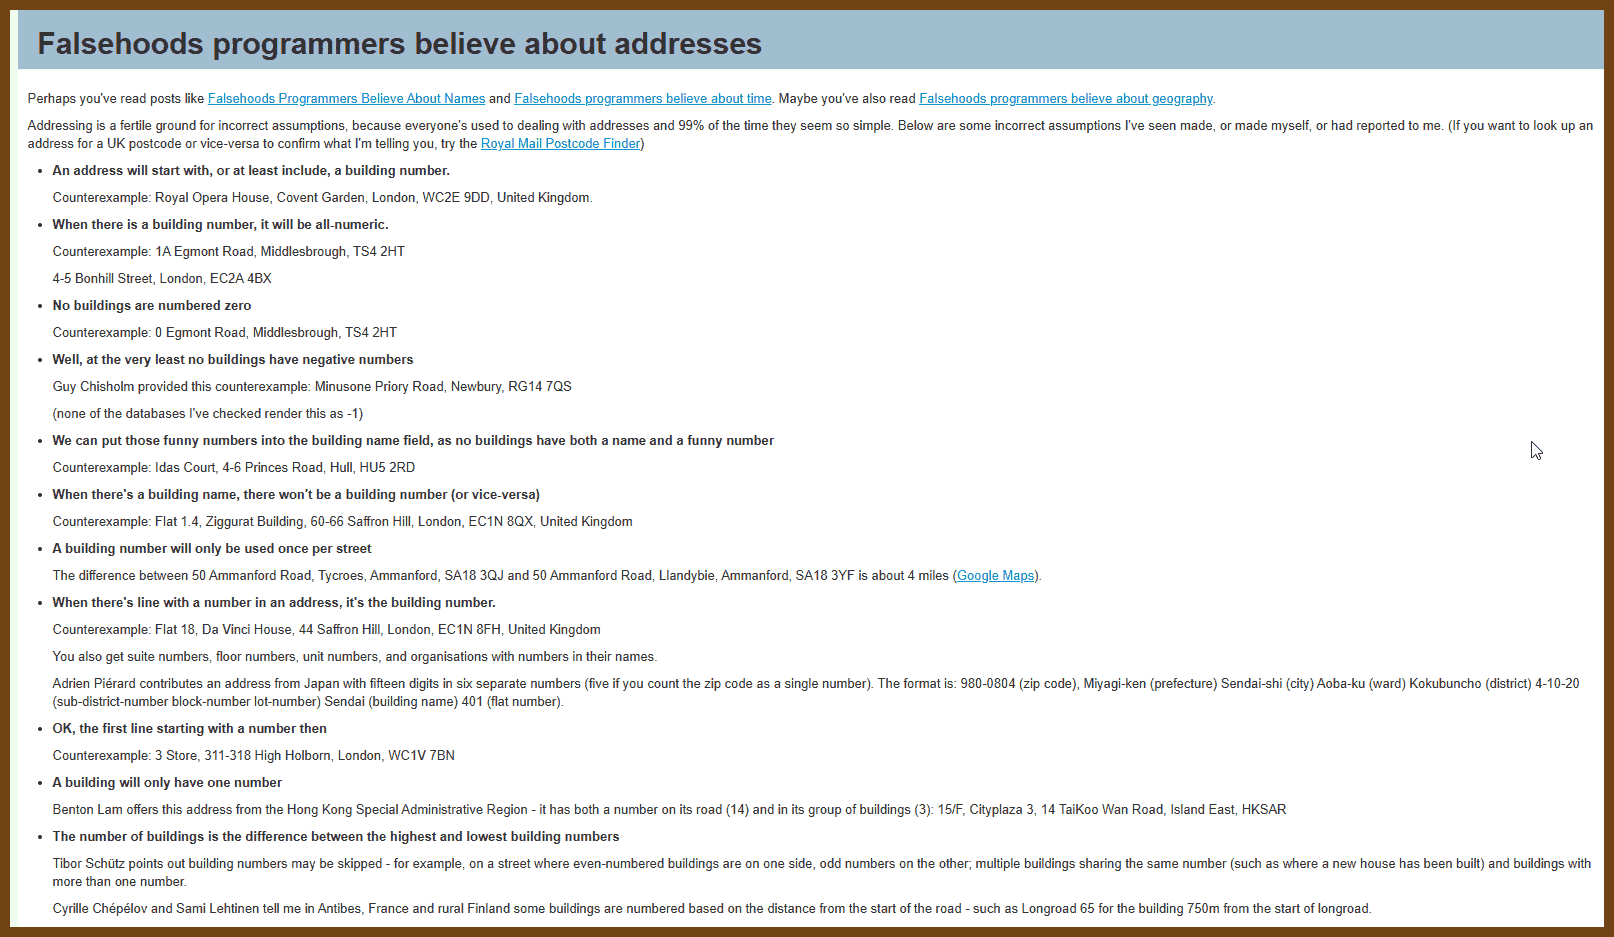 Falsehoods programmers believe about addresses
Perhaps you've read posts like Falsehoods Programmers Believe About Names and Falsehoods programmers believe about time. Maybe you've also read Falsehoods programmers believe about geography.
Addressing is a fertile ground for incorrect assumptions, because everyone's used to dealing with addresses and 99% of the time they seem so simple. Below are some incorrect assumptions I've seen made, or made myself, or had reported to me. (If you want to look up an
address for a UK postcode or vice-versa to confirm what I'm telling you, try the Royal Mail Postcode Finder)
• An address will start with, or at least include, a building number.
Counterexample: Royal Opera House, Covent Garden, London, WC2E 9DD, United Kingdom.
• When there is a building number, it will be all-numeric.
Counterexample: 1A Egmont Road, Middlesbrough, TS4 2HT
4-5 Bonhill Street, London, EC2A 4BX
• No buildings are numbered zero
Counterexample: 0 Egmont Road, Middlesbrough, TS4 2HT
• Well, at the very least no buildings have negative numbers
Guy Chisholm provided this counterexample: Minusone Priory Road, Newbury, RG14 7QS
(none of the databases I've checked render this as -1)
• We can put those funny numbers into the building name field, as no buildings have both a name and a funny number
Counterexample: Idas Court, 4-6 Princes Road, Hull, HU5 2RD
• When there's a building name, there won't be a building number (or vice-versa)
Counterexample: Flat 1.4, Ziggurat Building, 60-66 Saffron Hill, London, EC1N 8QX, United Kingdom
• A building number will only be used once per street
The difference between 50 Ammanford Road, Tycroes, Ammanford, SA18 3QJ and 50 Ammanford Road, Llandybie, Ammanford, SA18 3YF is about 4 miles (Google Maps).
• When there's line with a number in an address, it's the building number.
Counterexample: Flat 18, Da Vinci House, 44 Saffron Hill, London, EC1N 8FH, United Kingdom
You also get suite numbers, floor numbers, unit numbers, and organisations with numbers in their names.
Adrien Piérard contributes an address from Japan with fifteen digits in six separate numbers (five if you count the zip code as a single number). The format is: 980-0804 (zip code), Miyagi-ken (prefecture) Sendai-shi (city) Aoba-ku (ward) Kokubuncho (district) 4-10-20
(sub-district-number block-number lot-number) Sendai (building name) 401 (flat number).
• OK, the first line starting with a number then
Counterexample: 3 Store, 311-318 High Holborn, London, WC1V 7BN
• A building will only have one number
Benton Lam offers this address from the Hong Kong Special Administrative Region - it has both a number on its road (14) and in its group of buildings (3): 15/F, Cityplaza 3, 14 TaiKoo Wan Road, Island East, HKSAR
• The number of buildings is the difference between the highest and lowest building numbers
Tibor Schütz points out building numbers may be skipped - for example, on a street where even-numbered buildings are on one side, odd numbers on the other; multiple buildings sharing the same number (such as where a new house has been built) and buildings with
more than one number.
Cyrille Chépélov and Sami Lehtinen tell me in Antibes, France and rural Finland some buildings are numbered based on the distance from the start of the road - such as Longroad 65 for the building 750m from the start of longroad.